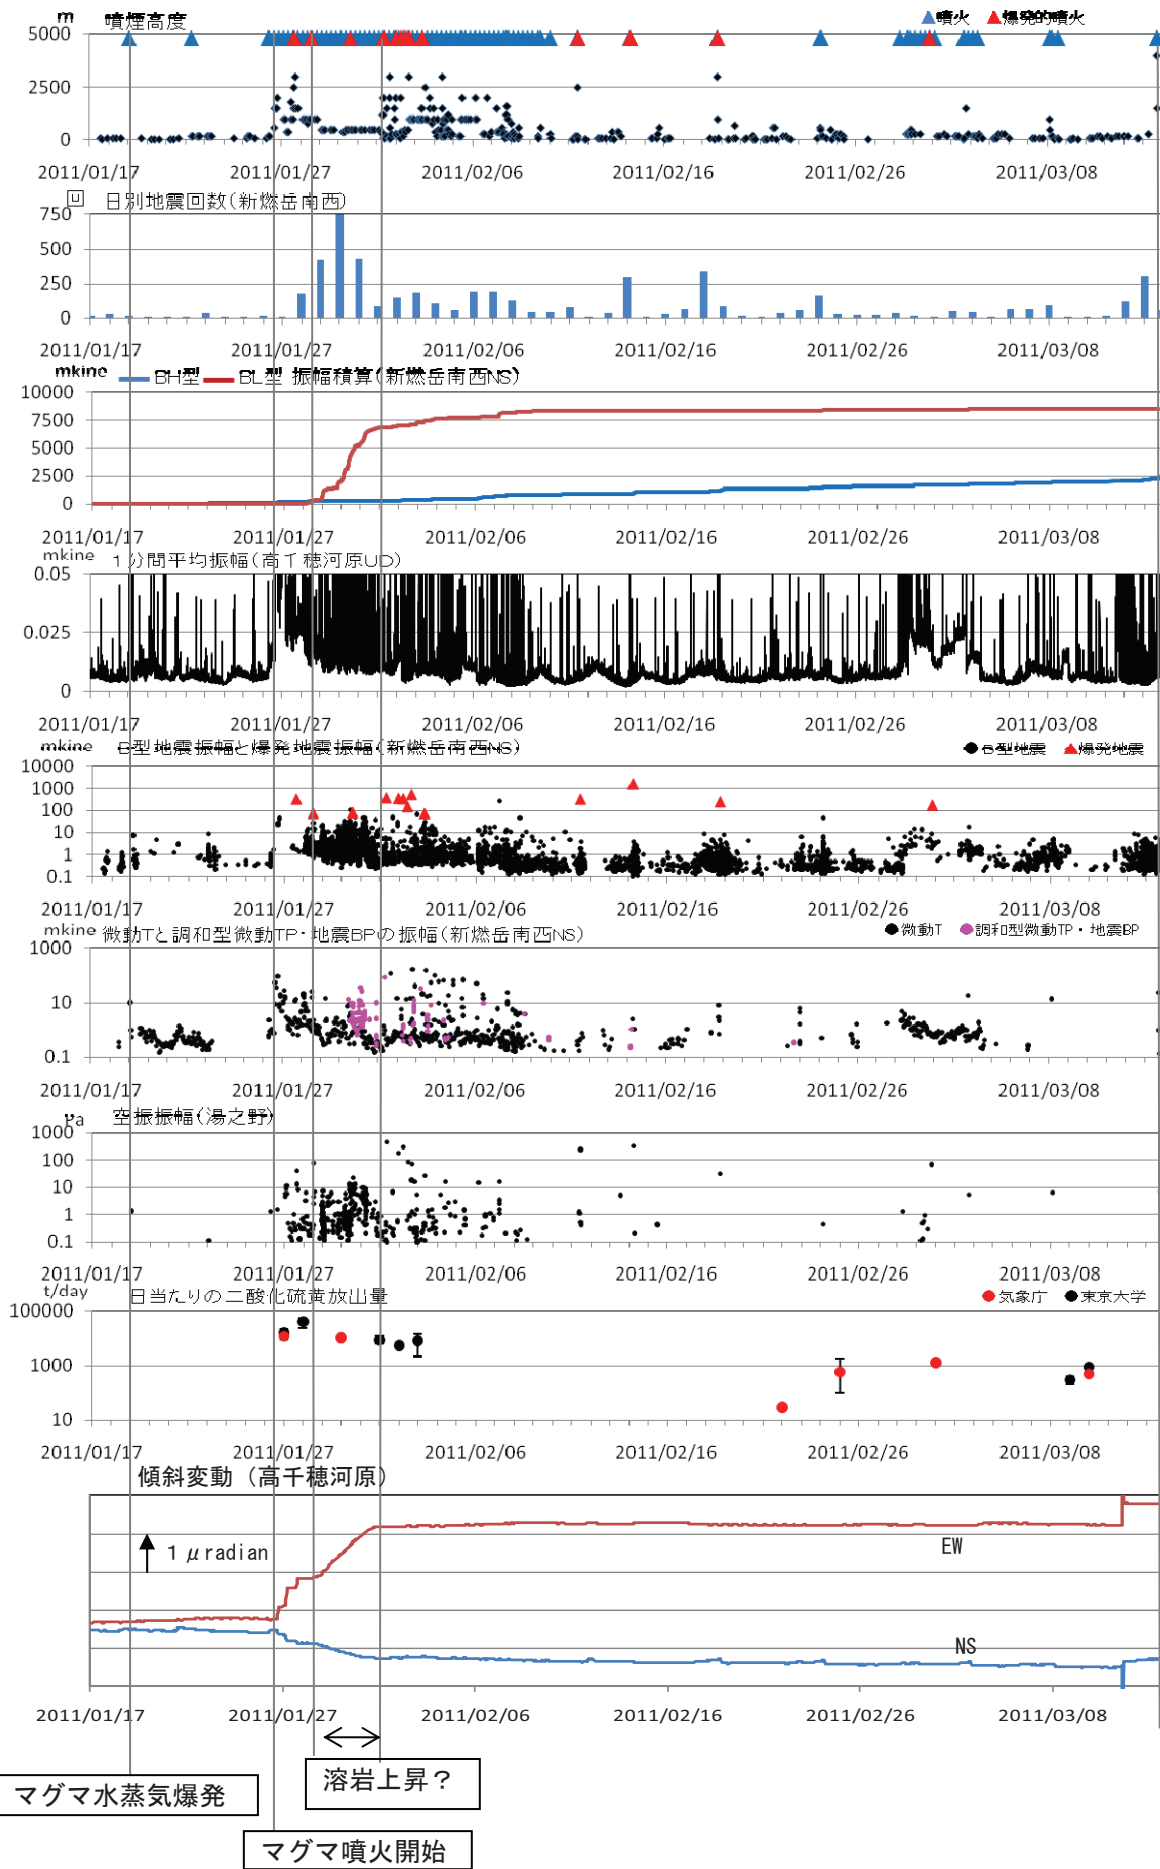 m 噴煙高度 ▲噴火 ▲爆発的噴火
5000
2500
0
2011/01/17 2011/01/27 2011/02/06 2011/02/16 2011/02/26 2011/03/08
回 日別地震回数(新燃岳南西)
750
500
250
0
2011/01/17 2011/01/27 2011/02/06 2011/02/16 2011/02/26 2011/03/08
mkine BH型 BL型 振幅積算(新燃岳南西NS)
10000
7500
5000
2500
0
2011/01/17 2011/01/27 2011/02/06 2011/02/16 2011/02/26 2011/03/08
mkine 1分間平均振幅(高千穂河原UD)
0.05
0.025
0
2011/01/17 2011/01/27 2011/02/06 2011/02/16 2011/02/26 2011/03/08
mkine B型地震振幅と爆発地震振幅(新燃岳南西NS) ●B型地震 ▲爆発地震
10000
1000
100
10
1
0.1
2011/01/17 2011/01/27 2011/02/06 2011/02/16 2011/02/26 2011/03/08
mkine 微動Tと調和型微動TP・地震BPの振幅(新燃岳南西NS) ●微動T ●調和型微動TP・地震BP
1000
10
0.1
2011/01/17 2011/01/27 2011/02/06 2011/02/16 2011/02/26 2011/03/08
Pa 空振振幅(湯之野)
1000
100
10
1
0.1
2011/01/17 2011/01/27 2011/02/06 2011/02/16 2011/02/26 2011/03/08
t/day 日当たりの二酸化硫黄放出量 ●気象庁 ●東京大学
100000
1000
10
2011/01/17 2011/01/27 2011/02/06 2011/02/16 2011/02/26 2011/03/08
傾斜変動（高千穂河原）
1μradian
EW
NS
2011/01/17 2011/01/27 2011/02/06 2011/02/16 2011/02/26 2011/03/08
溶岩上昇？
マグマ水蒸気爆発
マグマ噴火開始